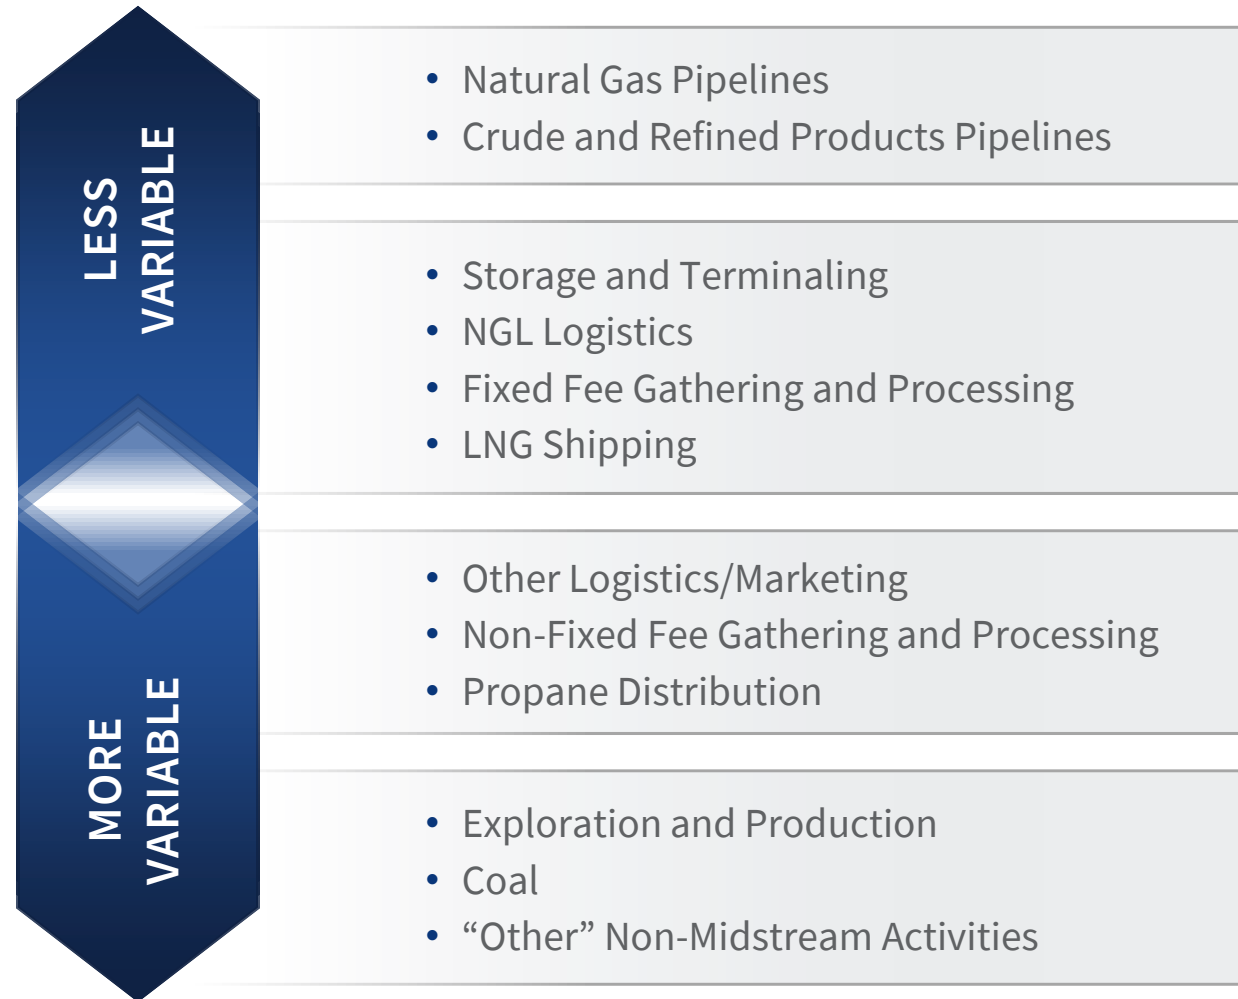 LESS
VARIABLE
• Natural Gas Pipelines
• Crude and Refined Products Pipelines
• Storage and Terminaling
• NGL Logistics
• Fixed Fee Gathering and Processing
• LNG Shipping
• Other Logistics/Marketing
• Non-Fixed Fee Gathering and Processing
• Propane Distribution
MORE
VARIABLE
• Exploration and Production
• Coal
• “Other” Non-Midstream Activities